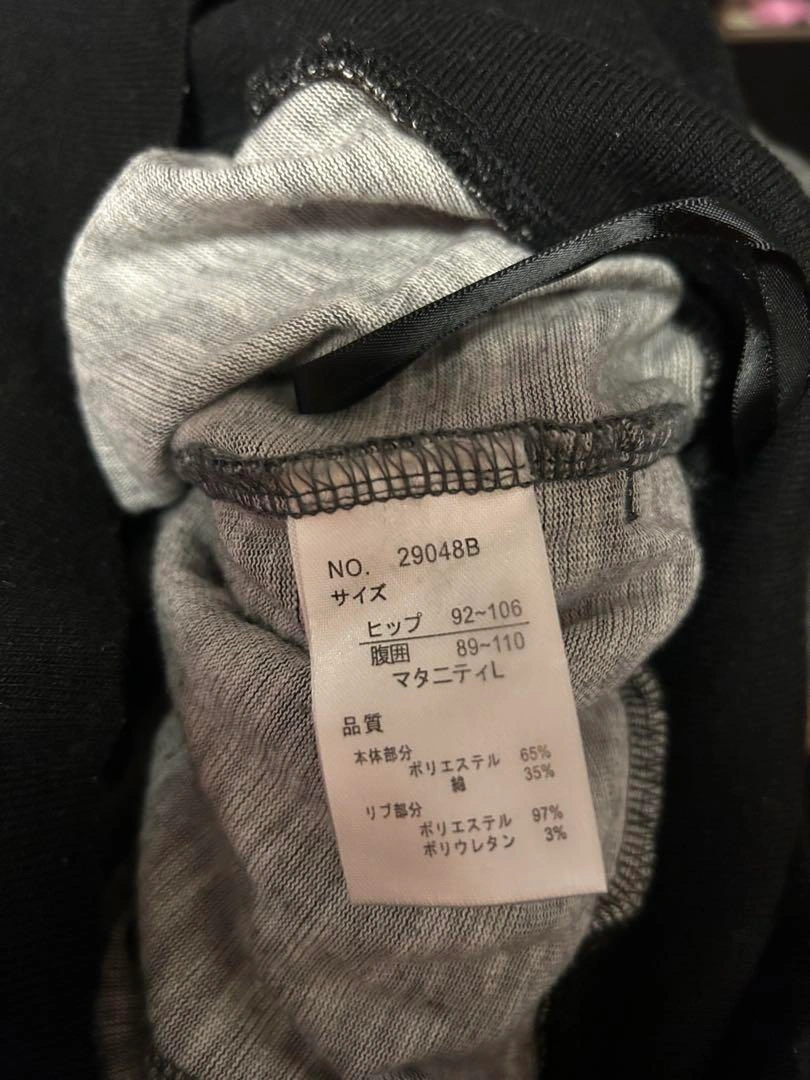 NO. 29048B
サイズ
ヒップ 92~106
腹囲 89~110
マタニティL
品質
本体部分
ポリエステル 65%
綿 35%
リブ部分
ポリエステル 97%
ポリウレタン 3%